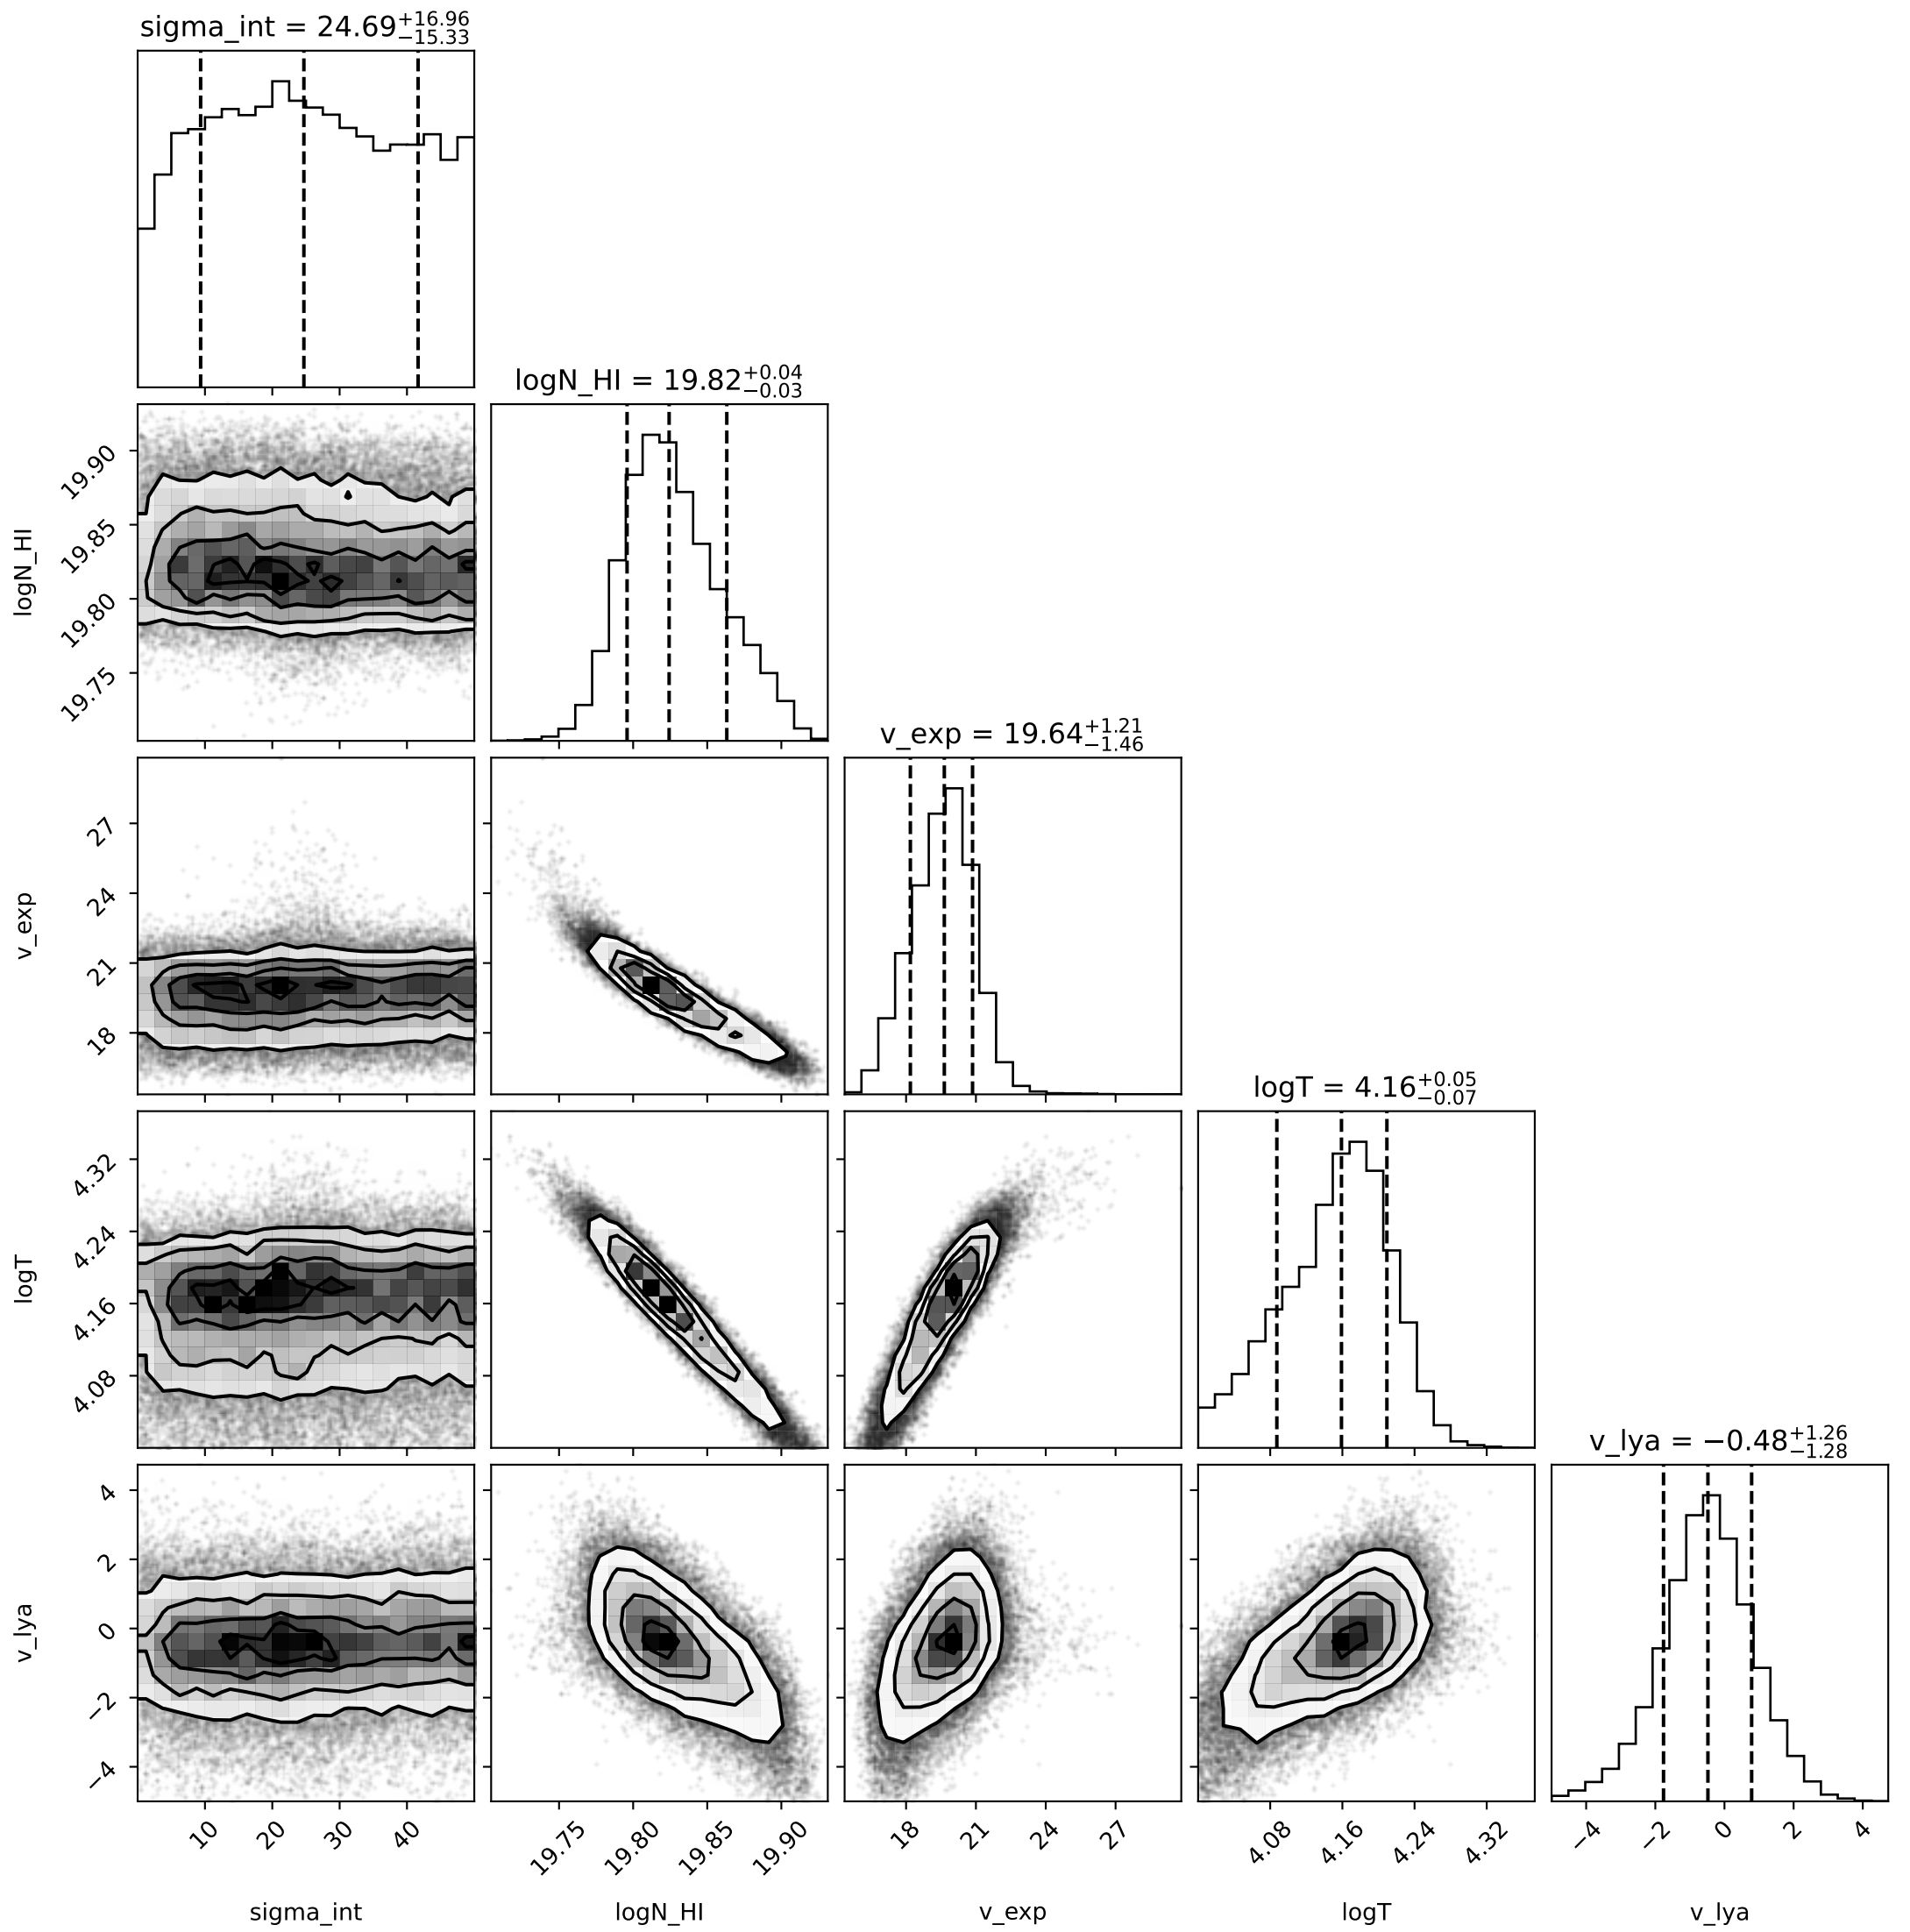 sigma_int = 24.69+16.96−15.33
logN_HI = 19.82+0.04−0.03
19.90
19.85
19.80
19.75
logN_HI
v_exp = 19.64+1.21−1.46
27
24
21
18
v_exp
logT = 4.16+0.05−0.07
4.32
4.24
4.16
4.08
logT
v_lya = −0.48+1.26−1.28
4
2
0
−2
−4
v_lya
10 20 30 40
19.75 19.80 19.85 19.90
18 21 24 27
4.08 4.16 4.24 4.32
−4 −2 0 2 4
sigma_int logN_HI v_exp logT v_lya